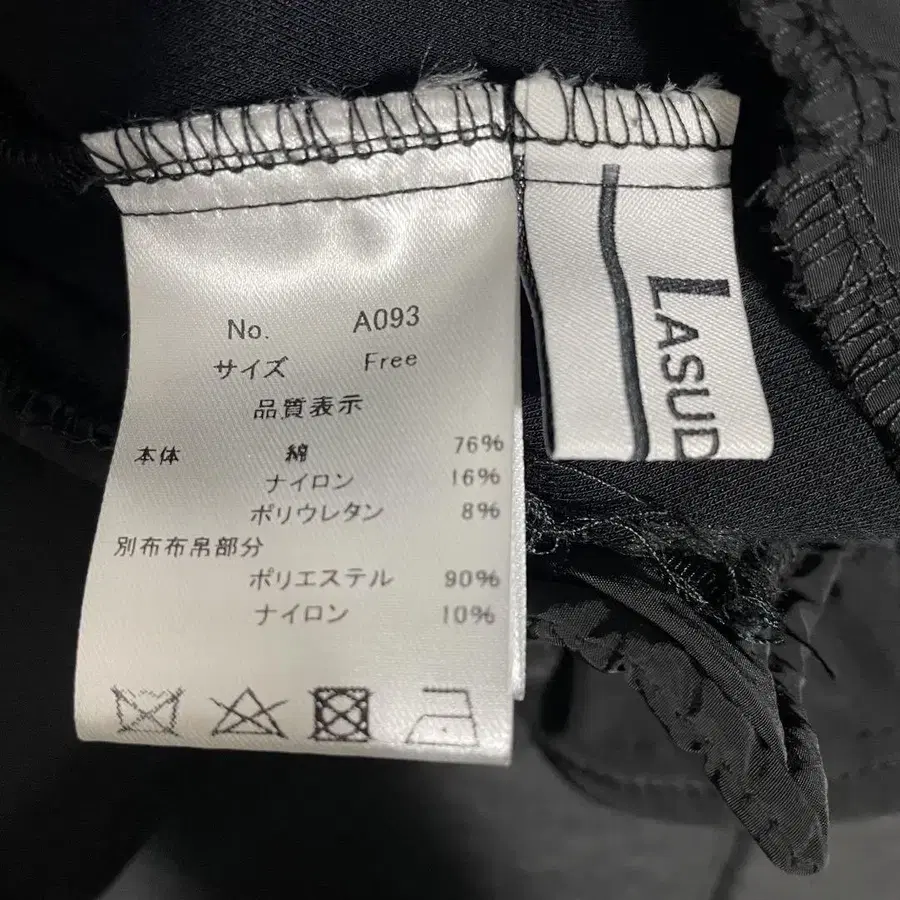 No. A093
サイズ Free
品質表示
本体 綿 76%
ナイロン 16%
ポリウレタン 8%
別布布帛部分
ポリエステル 90%
ナイロン 10%
LASUD